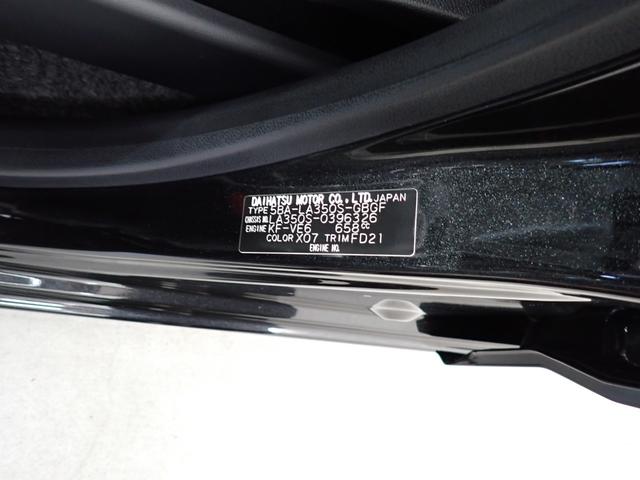 DAIHATSU MOTOR CO., LTD. JAPAN
TYPE 5BA-LA350S-GBGF
CHASSIS NO. LA350S-0396326
ENGINE KF-VE6 658cc
COLOR X07 TRIM FD21
ENGINE NO.